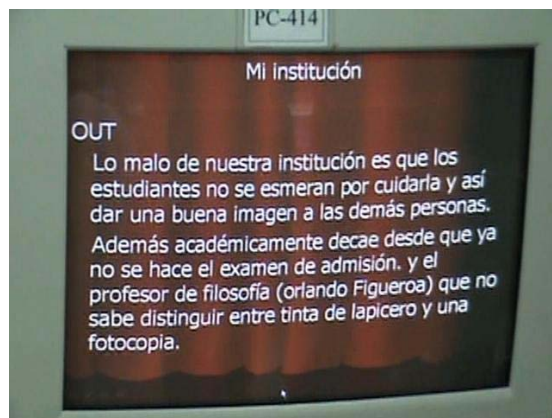 PC-414
Mi institución
OUT
Lo malo de nuestra institución es que los
estudiantes no se esmeran por cuidarla y así
dar una buena imagen a las demás personas.
Además académicamente decae desde que ya
no se hace el examen de admisión. y el
profesor de filosofía (orlando Figueroa) que no
sabe distinguir entre tinta de lapicero y una
fotocopia.